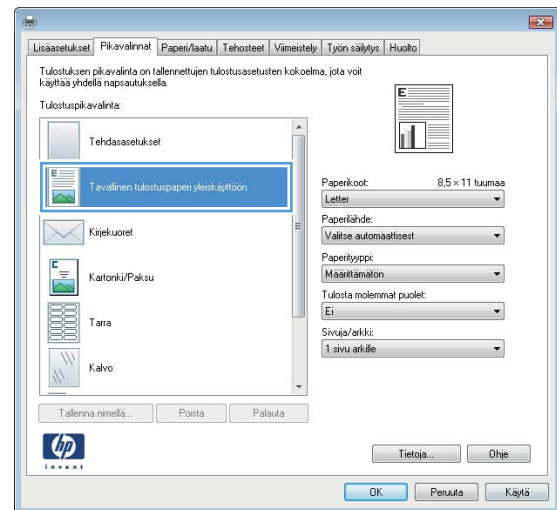 Lisäasetukset Pikavalinnat Paperi/laatu Tehosteet Viimeistely Työn säilytys Huolto
Tulostuksen pikavalinta on tallennettujen tulostusasetusten kokoelma, jota voit
käyttää yhdellä napsautuksella.
Tulostuspikavalinta:
Tehdasasetukset
Tavallinen tulostuspaperi yleiskäyttöön
Kirjekuoret
Kartonki/Paksu
Tarra
Kalvo
Tallenna nimellä... Poista Palauta
E
Paperikoot: 8,5 × 11 tuumaa
Letter
Paperilähde:
Valitse automaattisest
Paperityyppi:
Määrittämätön
Tulosta molemmat puolet:
Ei
Sivuja/arkki:
1 sivu arkille
hp
invent
Tietoja... Ohje
OK Peruuta Käytä